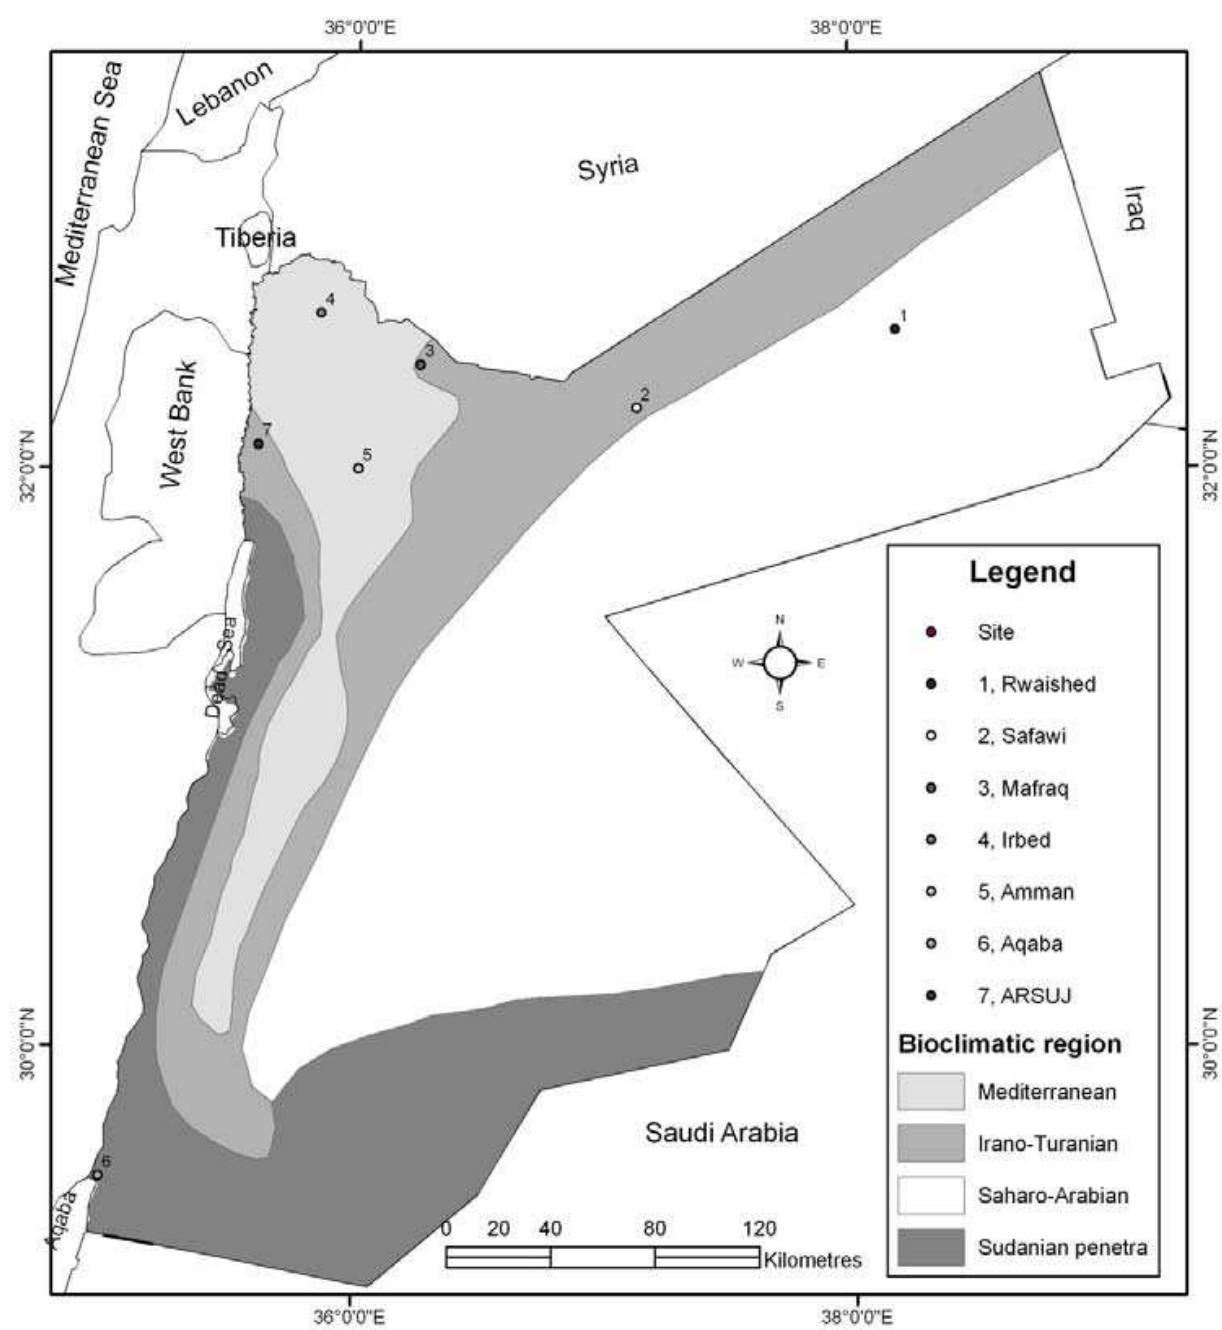 36°0'0"E
38°0'0"E
Mediterranean Sea
Lebanon
Syria
Iraq
Tiberia
4
1
3
2
West Bank
7
5
32°0'0"N
32°0'0"N
Legend
Site
1, Rwaished
2, Safawi
3, Mafraq
4, Irbed
5, Amman
6, Aqaba
7, ARSUJ
Bioclimatic region
Mediterranean
Irano-Turanian
Saharo-Arabian
Sudanian penetra
N
W
E
S
Dead Sea
30°0'0"N
30°0'0"N
Saudi Arabia
6
Aqaba
0 20 40 80 120
Kilometres
36°0'0"E
38°0'0"E